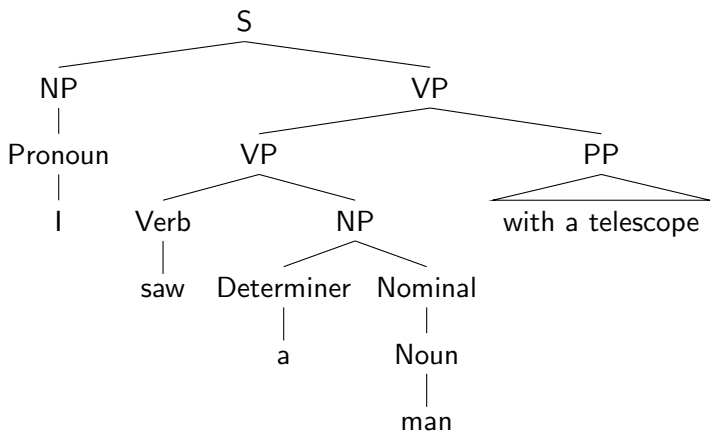 S
NP VP
Pronoun VP PP
I Verb NP with a telescope
saw Determiner Nominal
a Noun
man